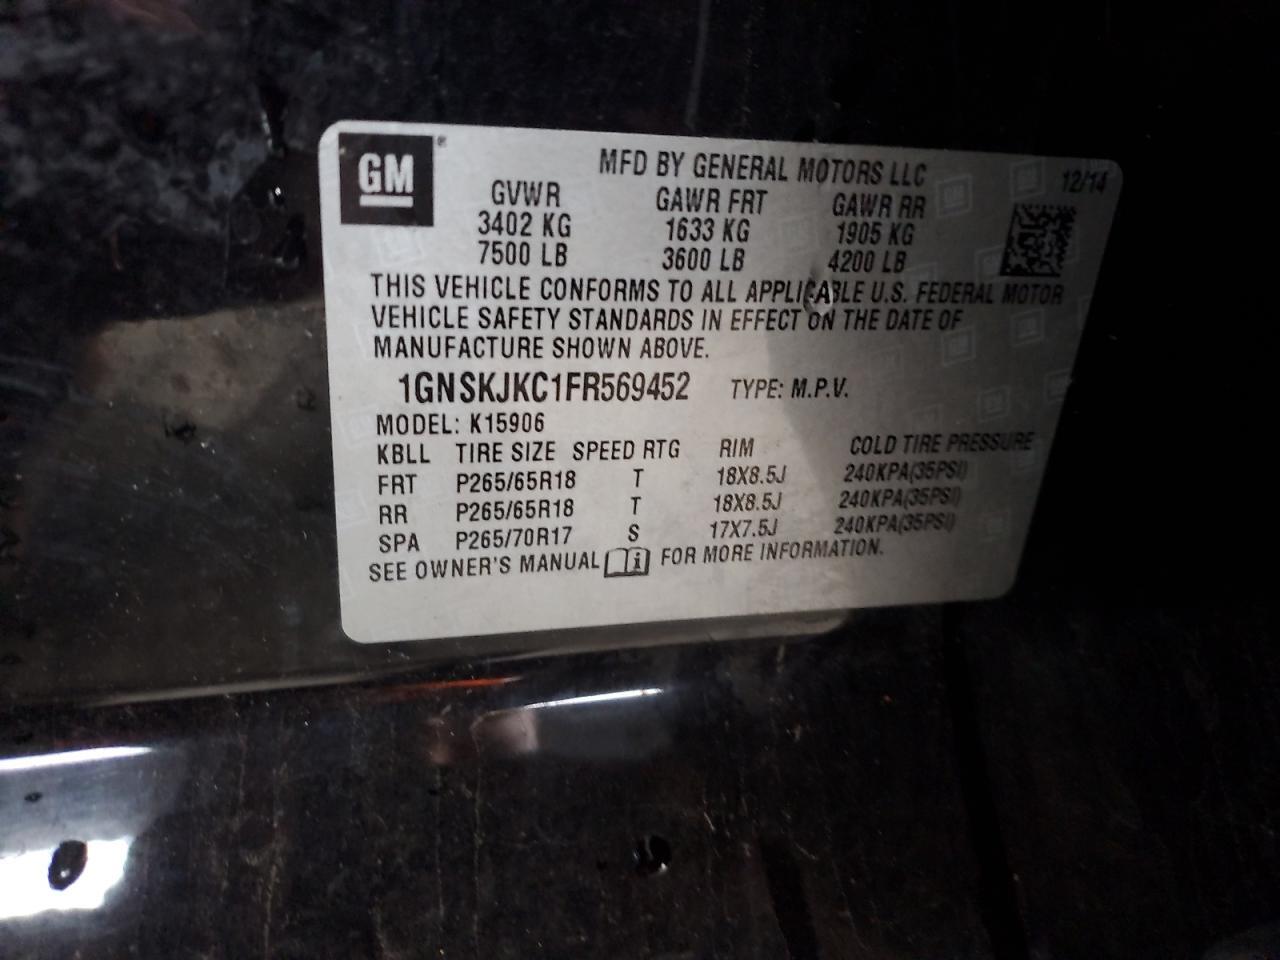 GM ®
MFD BY GENERAL MOTORS LLC 12/14
GVWR GAWR FRT GAWR RR
3402 KG 1633 KG 1905 KG
7500 LB 3600 LB 4200 LB
THIS VEHICLE CONFORMS TO ALL APPLICABLE U.S. FEDERAL MOTOR
VEHICLE SAFETY STANDARDS IN EFFECT ON THE DATE OF
MANUFACTURE SHOWN ABOVE.
1GNSKJKC1FR569452 TYPE: M.P.V.
MODEL: K15906
KBLL TIRE SIZE SPEED RTG RIM COLD TIRE PRESSURE
FRT P265/65R18 T 18X8.5J 240KPA(35PSI)
RR P265/65R18 T 18X8.5J 240KPA(35PSI)
SPA P265/70R17 S 17X7.5J 240KPA(35PSI)
SEE OWNER'S MANUAL i FOR MORE INFORMATION.